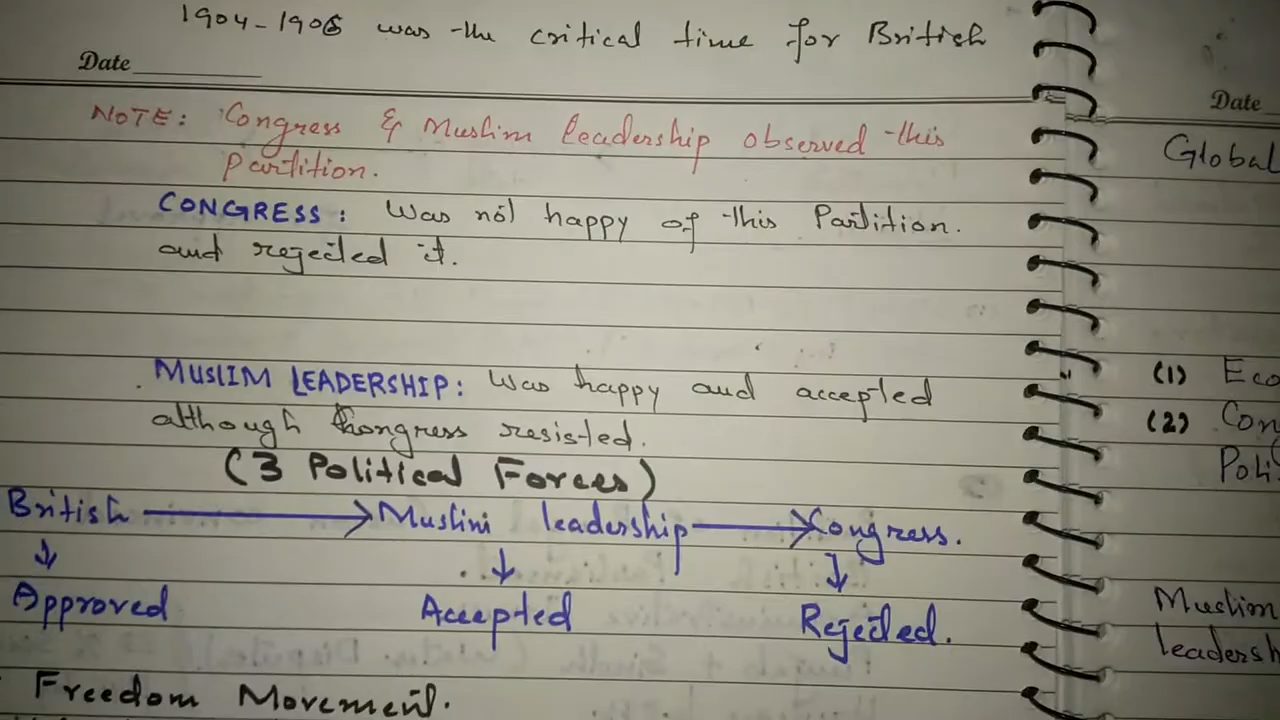 1904-1906 was the critical time for British
Date
NOTE: Congress & Muslim leadership observed this
partition.
CONGRESS: Was not happy of this Partition.
and rejected it.
MUSLIM LEADERSHIP: Was happy and accepted
although Congress resisted.
(3 Political Forces)
British → Muslim leadership → Congress.
↓ ↓ ↓
Approved Accepted Rejected.
Freedom Movement.
Date
Global
(1) Eco
(2) Con
Poli
Muslim
leadersh